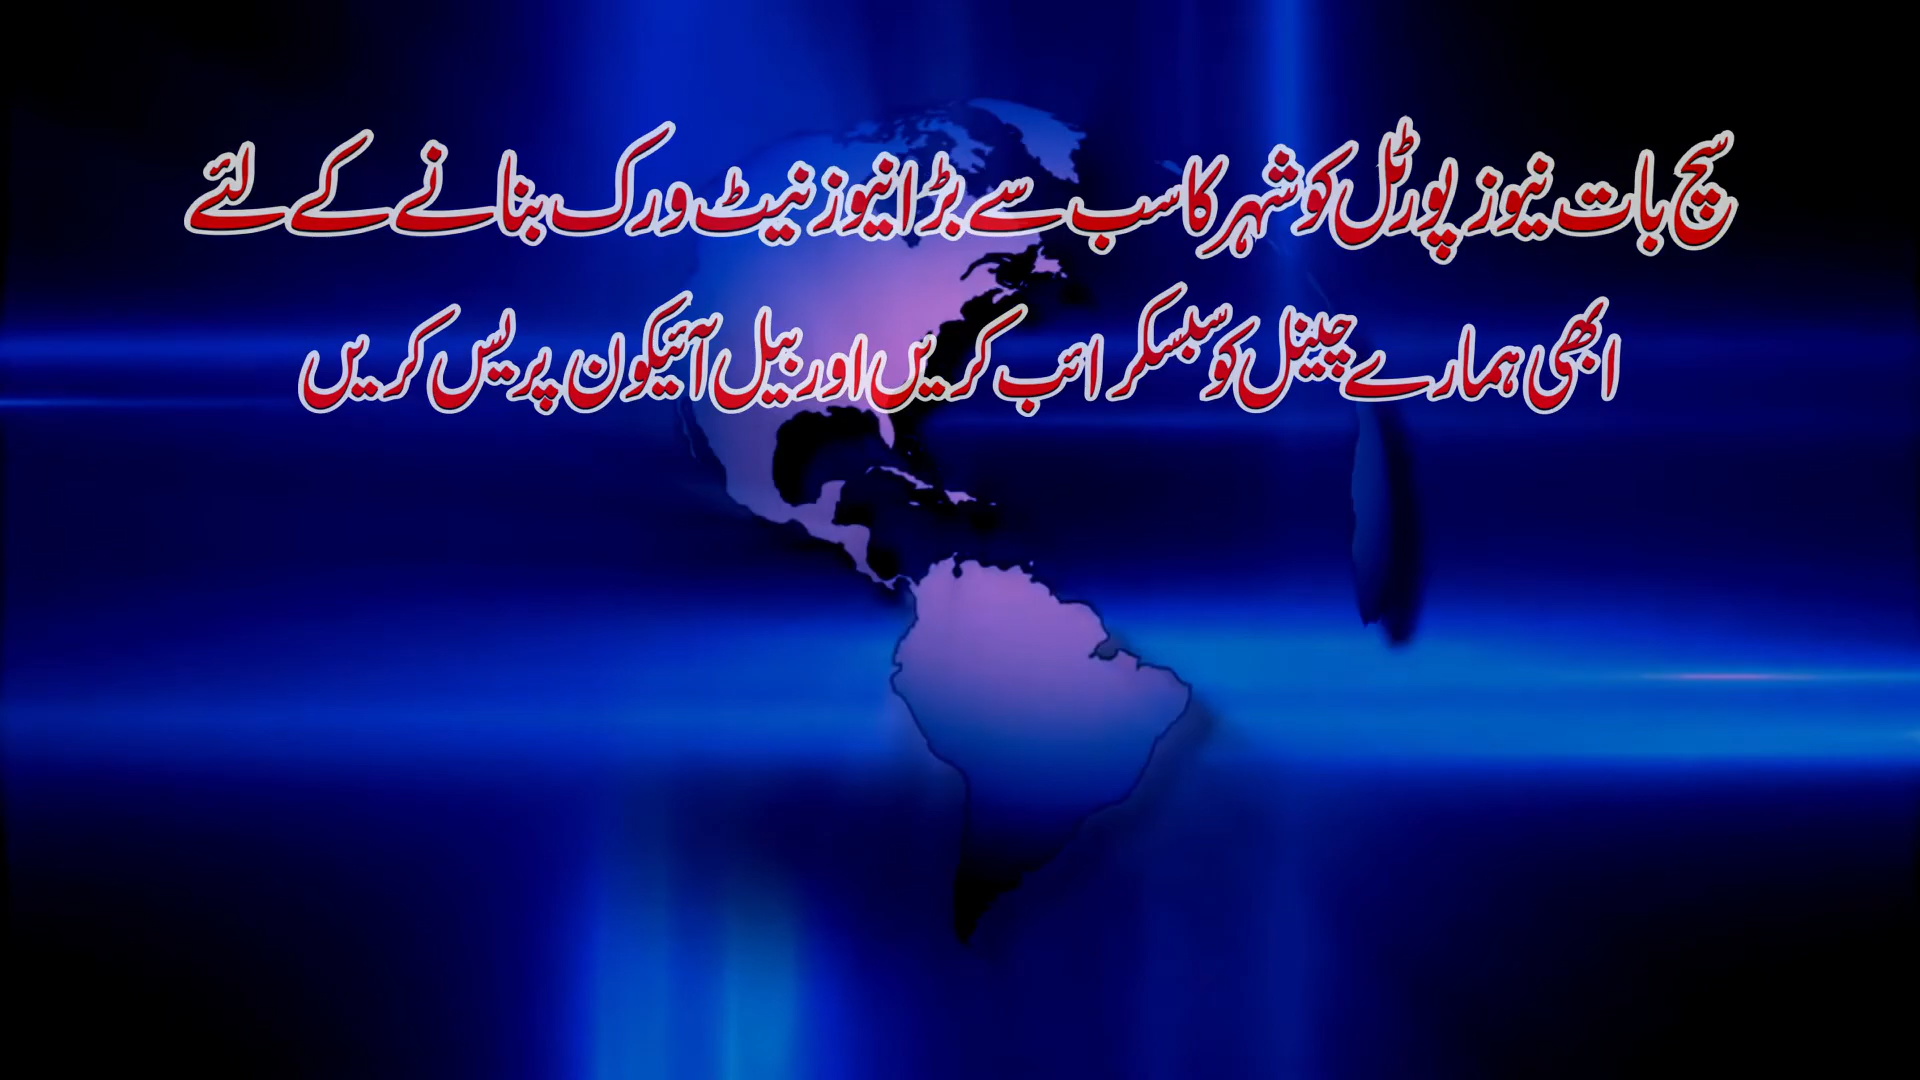 سچ بات نیوز پورٹل کو شہر کا سب سے بڑا نیوز نیٹ ورک بنانے کے لئے
ابھی ہمارے چینل کو سبسکرائب کریں اور بیل آئیکون پریس کریں